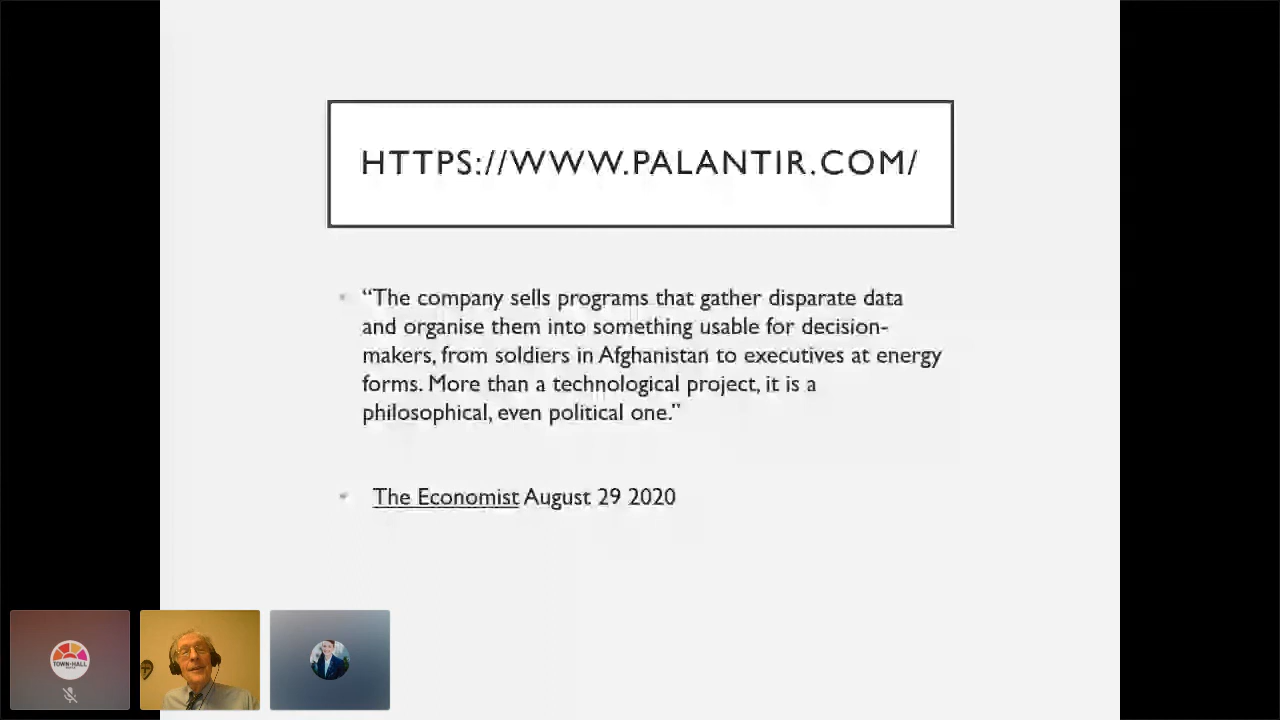 HTTPS://WWW.PALANTIR.COM/
“The company sells programs that gather disparate data
and organise them into something usable for decision-
makers, from soldiers in Afghanistan to executives at energy
forms. More than a technological project, it is a
philosophical, even political one.”
The Economist August 29 2020
TOWN HALL